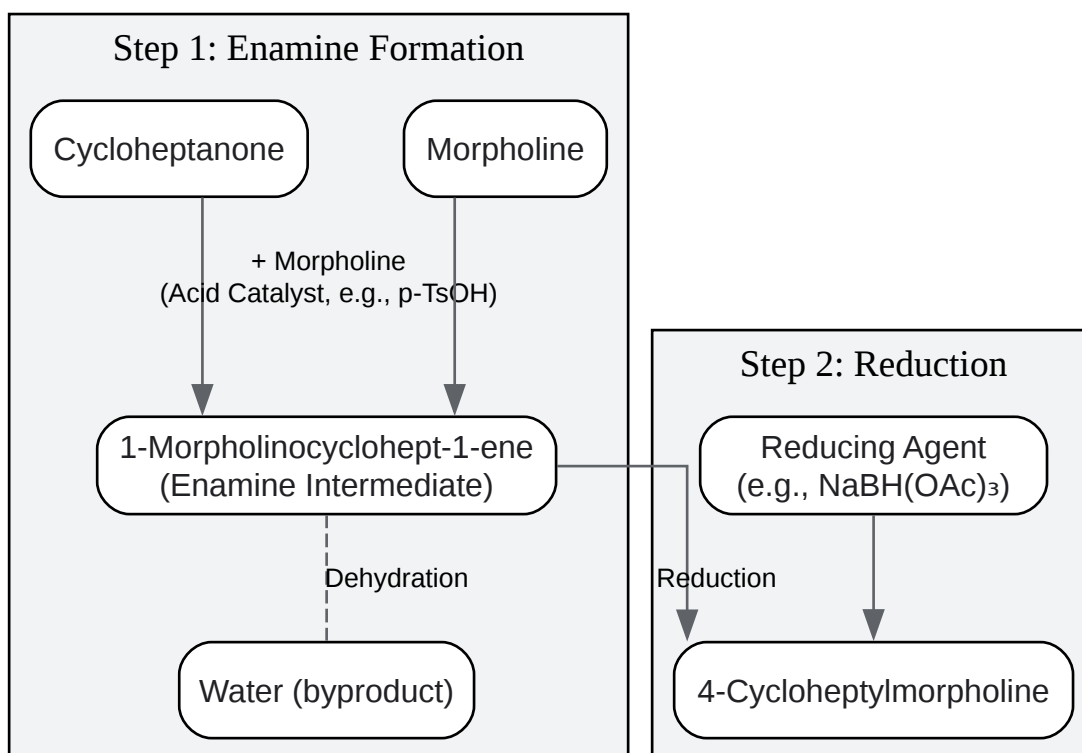 Step 1: Enamine Formation
Cycloheptanone
Morpholine
+ Morpholine
(Acid Catalyst, e.g., p-TsOH)
1-Morpholinocyclohept-1-ene
(Enamine Intermediate)
Dehydration
Water (byproduct)
Step 2: Reduction
Reducing Agent
(e.g., NaBH(OAc)₃)
Reduction
4-Cycloheptylmorpholine